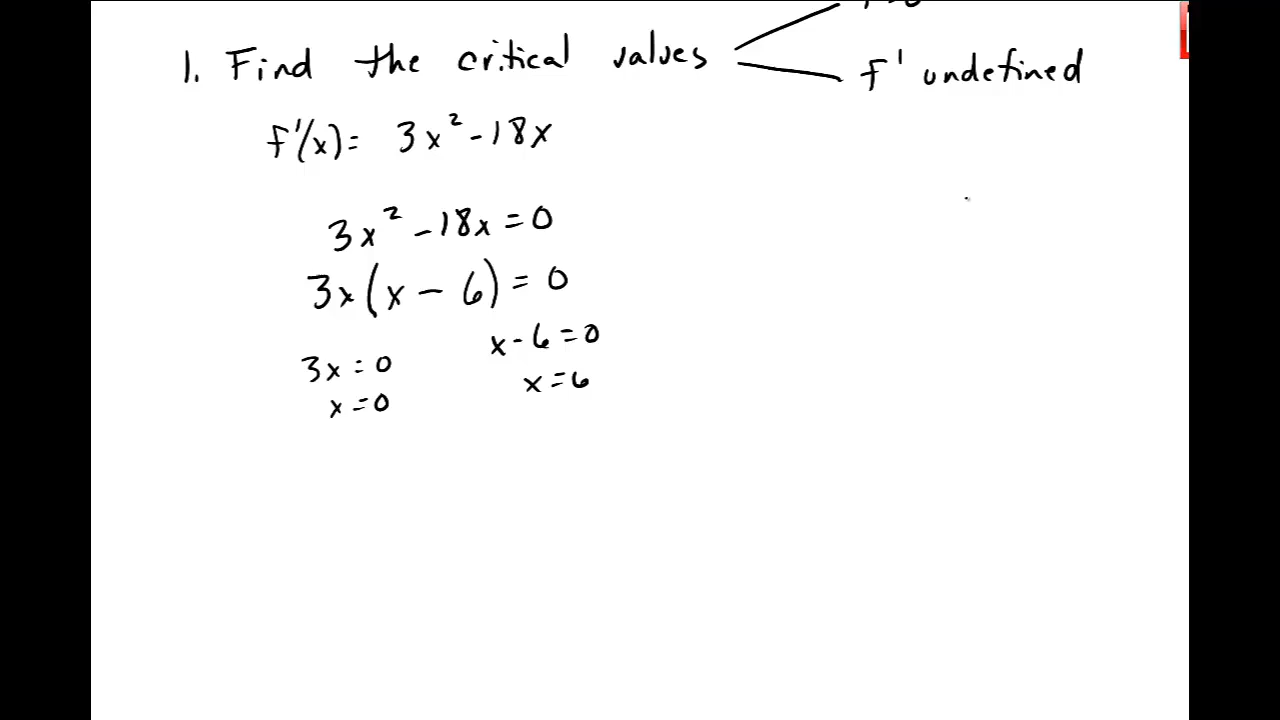 1. Find the critical values
f' undefined
f'(x) = 3x² - 18x
3x² - 18x = 0
3x(x - 6) = 0
3x = 0
x = 0
x - 6 = 0
x = 6